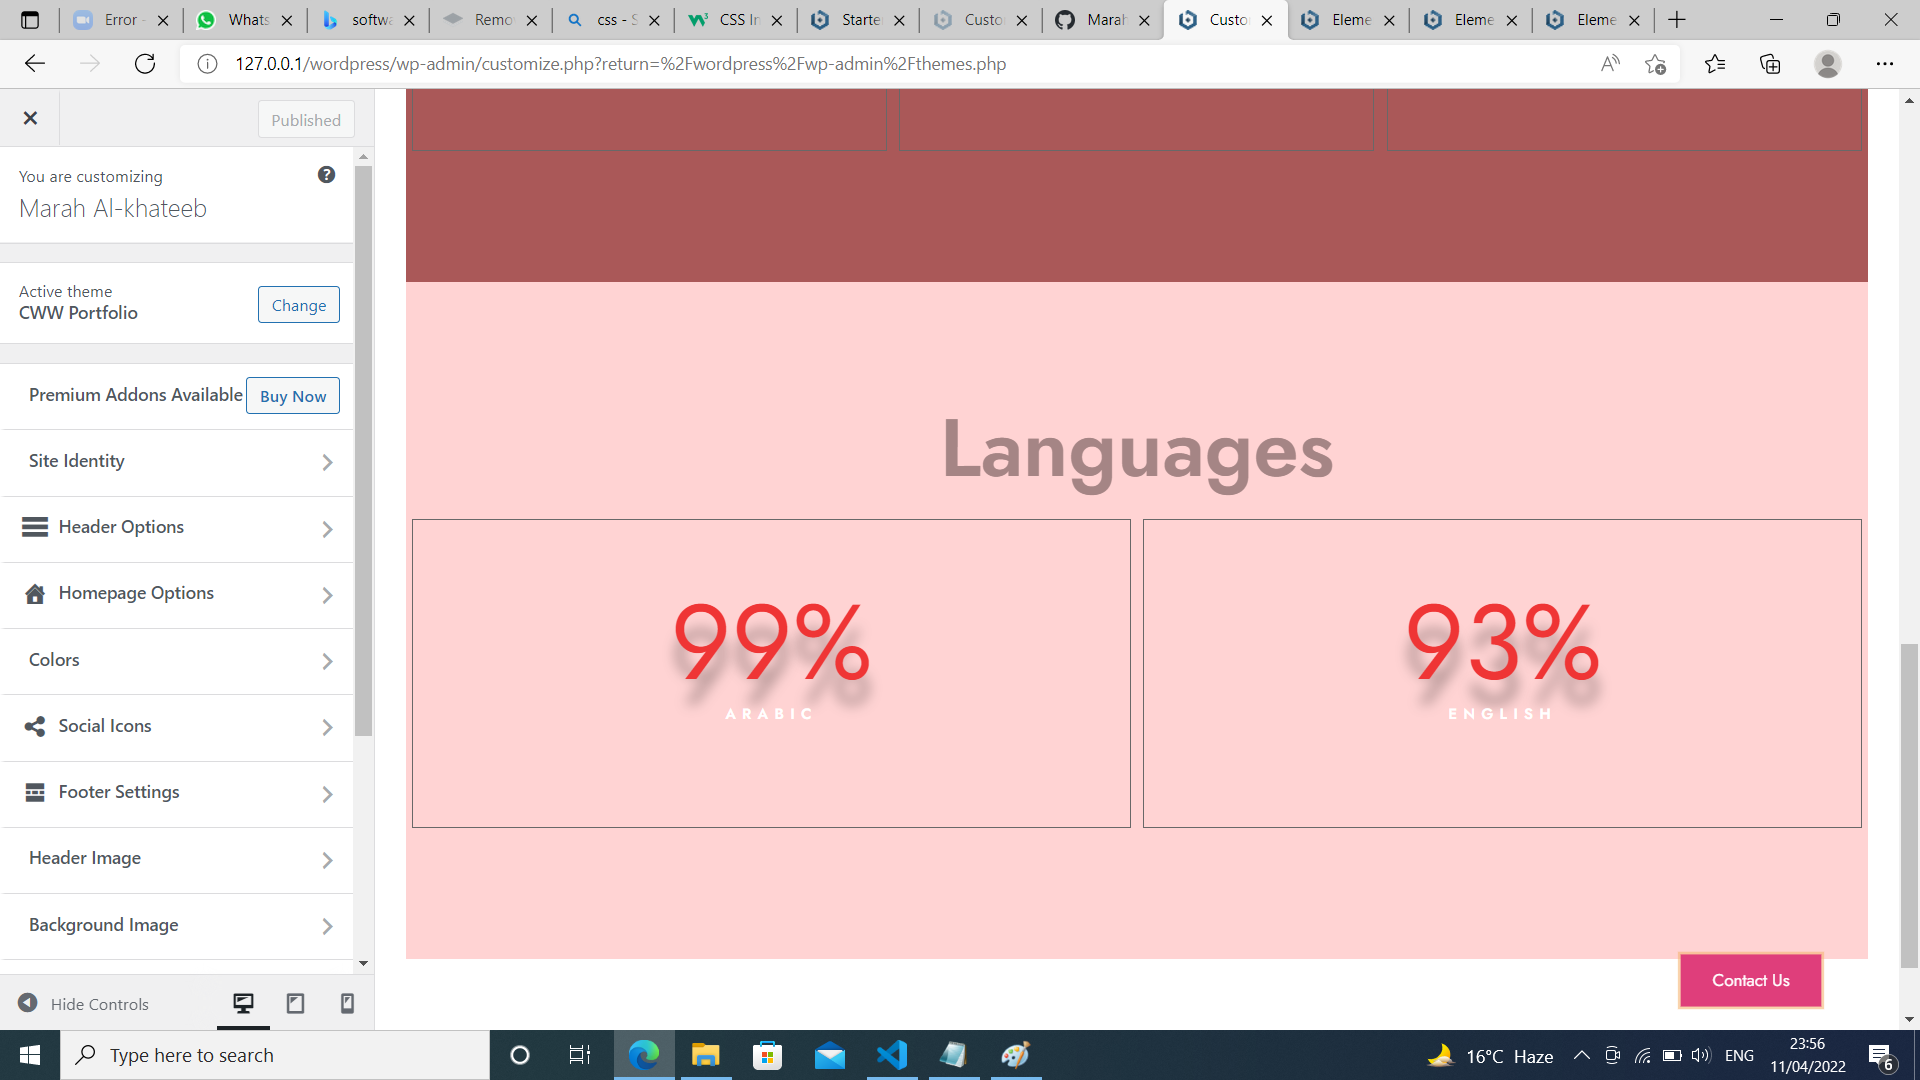 Error -
Whats
softwa
Remo
css - S
CSS In
Starte
Custo
Marah
Custo
Eleme
Eleme
Eleme
127.0.0.1/wordpress/wp-admin/customize.php?return=%2Fwordpress%2Fwp-admin%2Fthemes.php
Published
You are customizing
Marah Al-khateeb
Active theme
CWW Portfolio
Change
Premium Addons Available
Buy Now
Site Identity
Header Options
Homepage Options
Colors
Social Icons
Footer Settings
Header Image
Background Image
Hide Controls
Languages
99%
ARABIC
93%
ENGLISH
Contact Us
Type here to search
16°C Haze
ENG
23:56
11/04/2022
6